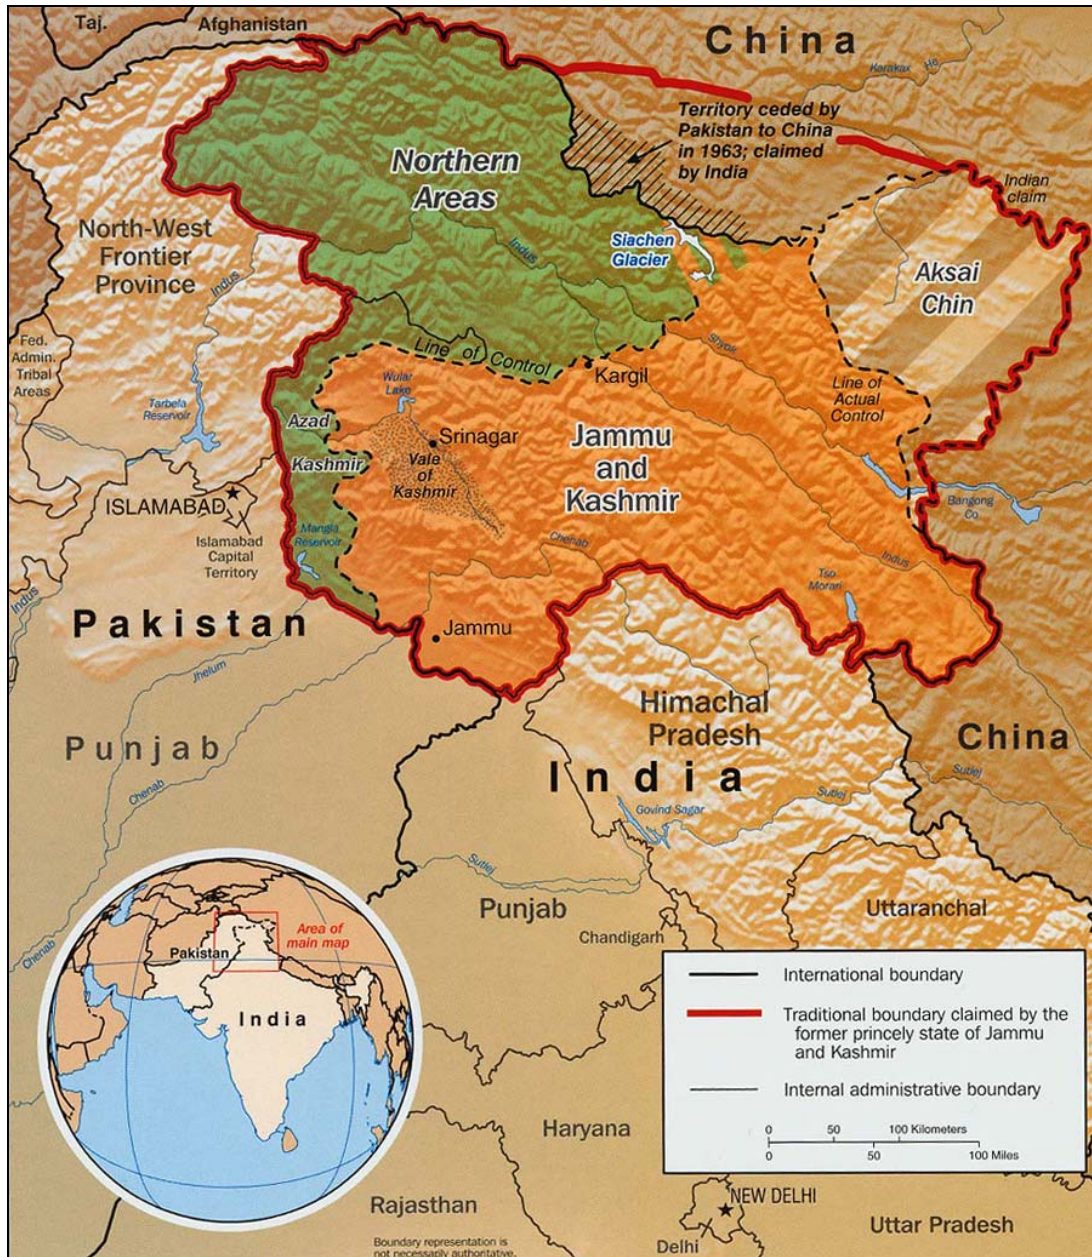 Taj.
Afghanistan
China
Karakax He
Territory ceded by
Pakistan to China
in 1963; claimed
by India
Northern
Areas
Indian
claim
North-West
Frontier
Province
Indus
Indus
Siachen
Glacier
Aksai
Chin
Fed.
Admin.
Tribal
Areas
Line of Control
Shyok
Kargil
Line of
Actual
Control
Tarbela
Reservoir
Wular
Lake
Azad
Kashmir
Srinagar
Vale
of
Kashmir
Jammu
and
Kashmir
ISLAMABAD
Islamabad
Capital
Territory
Mangla
Reservoir
Bangong
Co
Chenab
Indus
Tso
Morari
Indus
Pakistan
Jammu
Jhelum
Himachal
Pradesh
China
Punjab
Chenab
India
Sutlej
Govind Sagar
Sutlej
Sutlej
Punjab
Uttaranchal
Chandigarh
Chenab
Area of
main map
Pakistan
India
International boundary
Traditional boundary claimed by the
former princely state of Jammu
and Kashmir
Internal administrative boundary
0 50 100 Kilometers
0 50 100 Miles
Haryana
Rajasthan
NEW DELHI
Delhi
Uttar Pradesh
Boundary representation is
not necessarily authoritative.